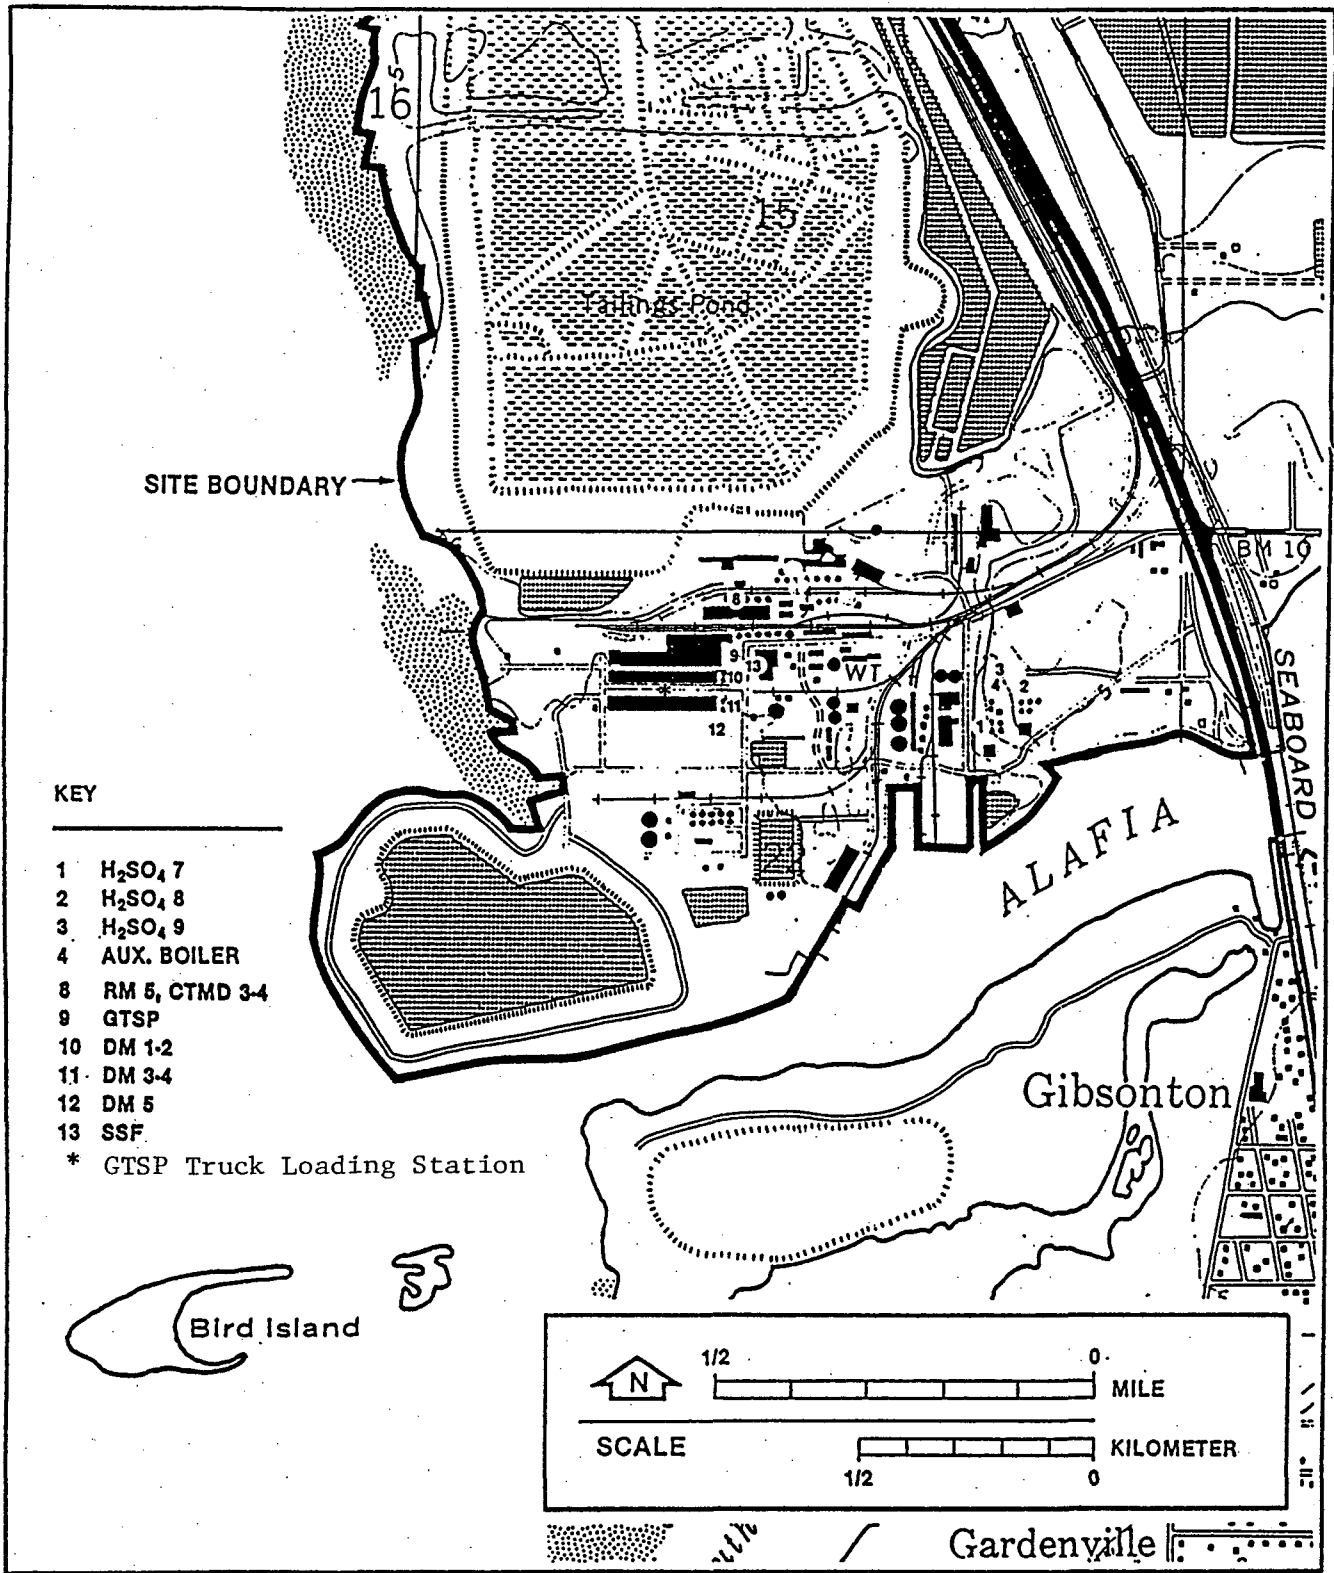 16
5
15
Tailings Pond
SITE BOUNDARY
BM 10
8
9
13
10
WT
11
12
3
4
2
1
5
SEABOARD
ALAFIA
KEY
1 H₂SO₄ 7
2 H₂SO₄ 8
3 H₂SO₄ 9
4 AUX. BOILER
8 RM 5, CTMD 3-4
9 GTSP
10 DM 1-2
11 DM 3-4
12 DM 5
13 SSF
* GTSP Truck Loading Station
*
Gibsonton
Bird Island
1/2 0
N MILE
SCALE KILOMETER
1/2 0
uth
Gardenville